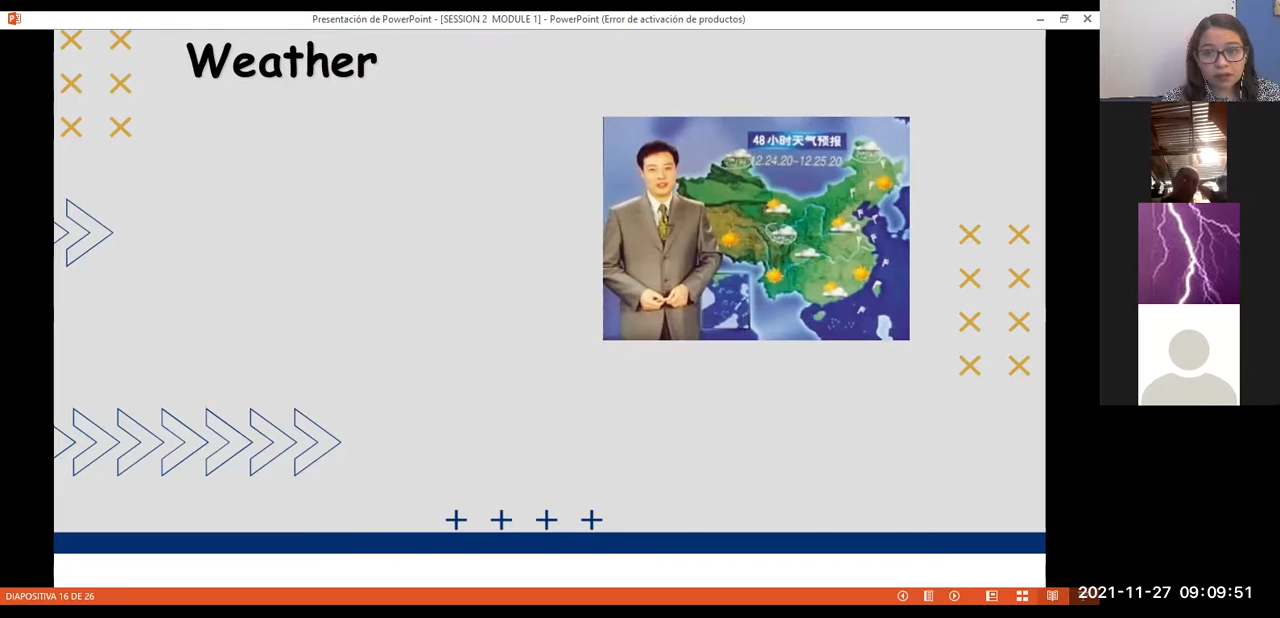 Presentación de PowerPoint - [SESSION 2 MODULE 1] - PowerPoint (Error de activación de productos)
Weather
48小时天气预报
12.24.20~12.25.20
DIAPOSITIVA 16 DE 26
2021-11-27 09:09:51